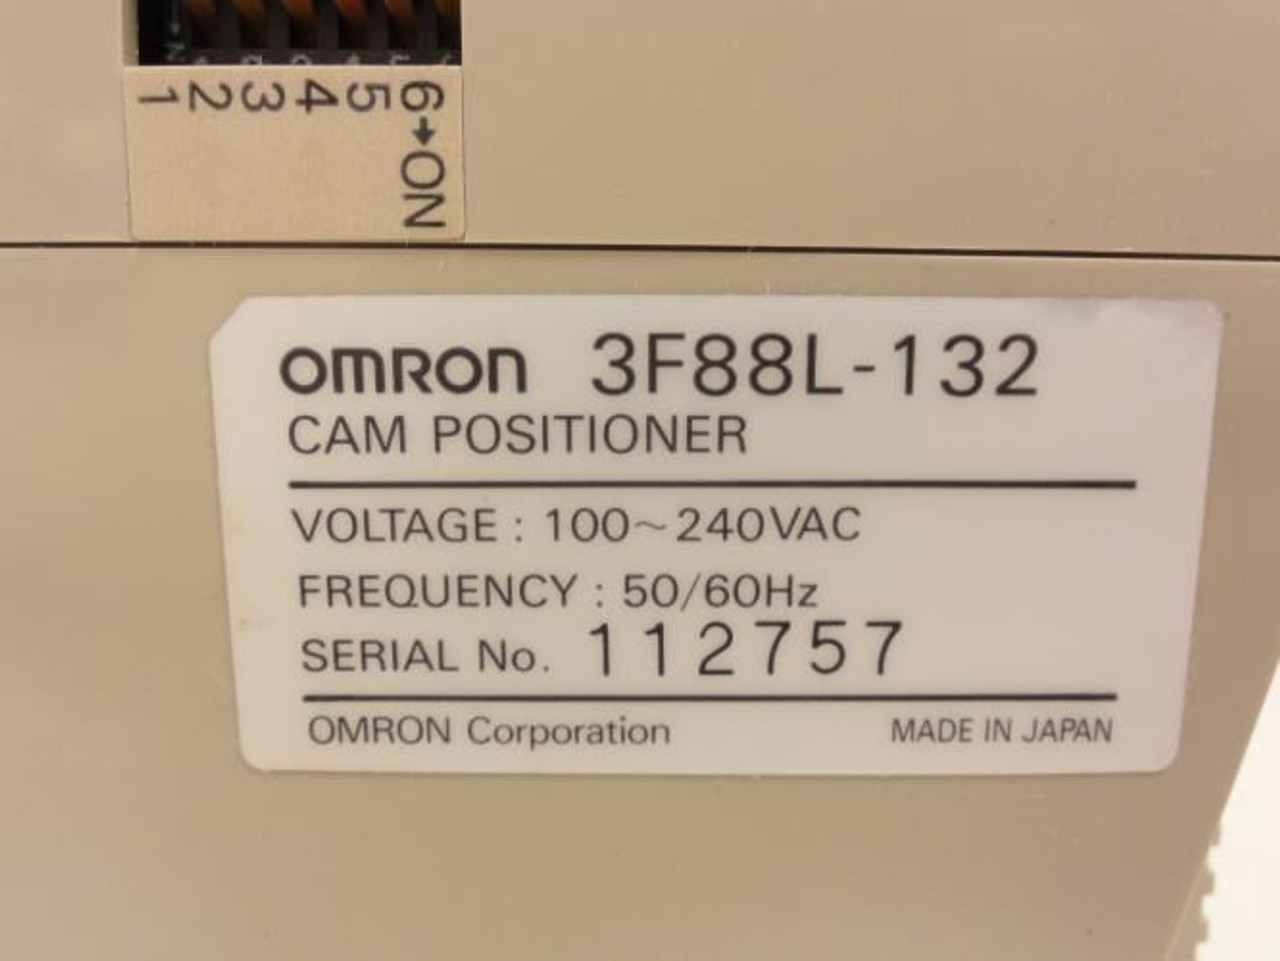 1 2 3 4 5 6→ON
OMRON 3F88L-132
CAM POSITIONER
VOLTAGE : 100~240VAC
FREQUENCY : 50/60Hz
SERIAL No. 112757
OMRON Corporation MADE IN JAPAN